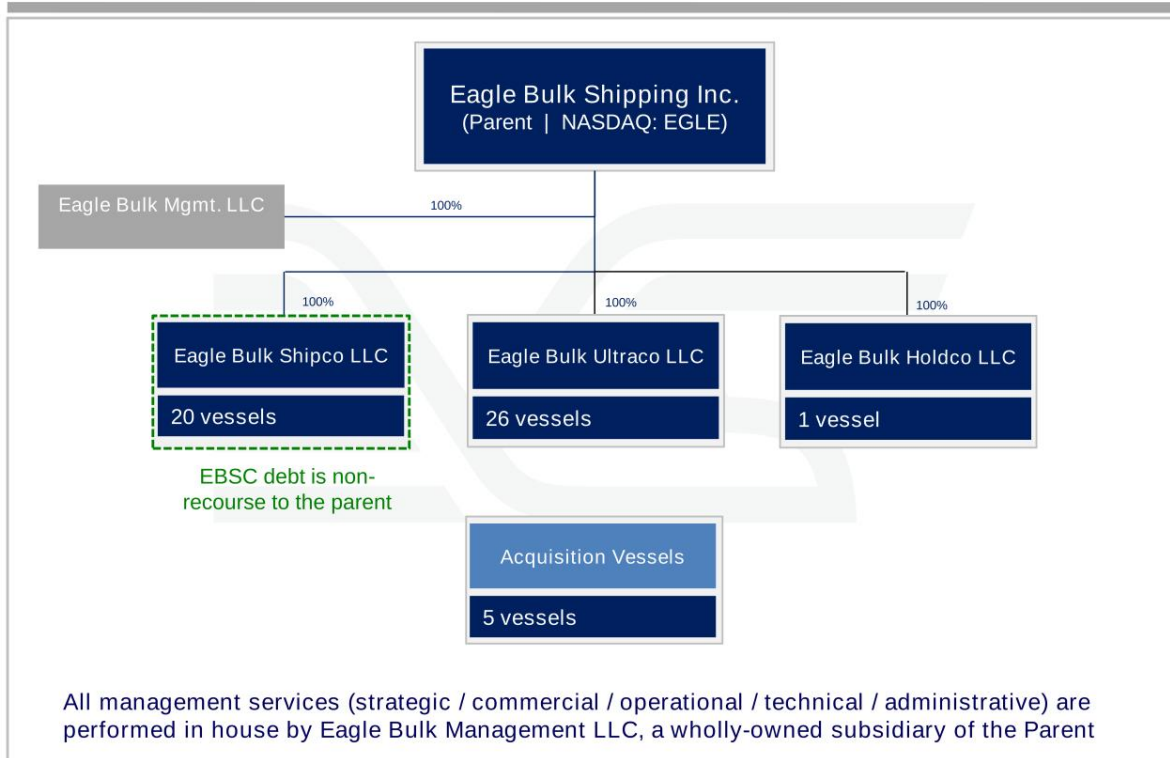 Eagle Bulk Shipping Inc.
(Parent | NASDAQ: EGLE)
Eagle Bulk Mgmt. LLC
100%
100%
100%
100%
Eagle Bulk Shipco LLC
20 vessels
Eagle Bulk Ultraco LLC
26 vessels
Eagle Bulk Holdco LLC
1 vessel
EBSC debt is non-
recourse to the parent
Acquisition Vessels
5 vessels
All management services (strategic / commercial / operational / technical / administrative) are
performed in house by Eagle Bulk Management LLC, a wholly-owned subsidiary of the Parent